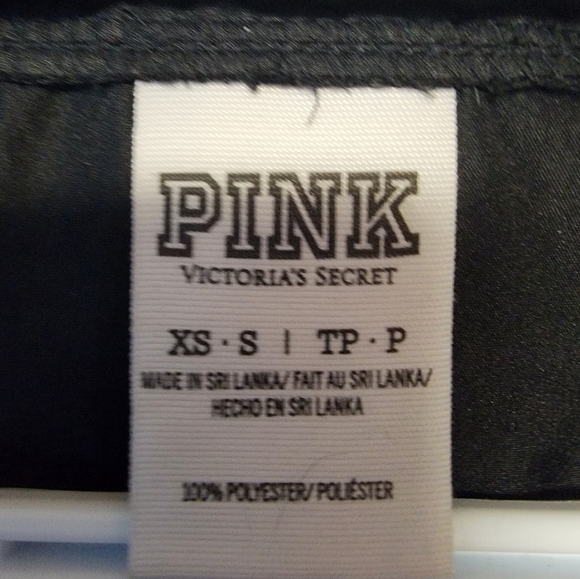 PINK
VICTORIA'S SECRET
XS · S | TP · P
MADE IN SRI LANKA/ FAIT AU SRI LANKA/
HECHO EN SRI LANKA
100% POLYESTER/ POLIÉSTER